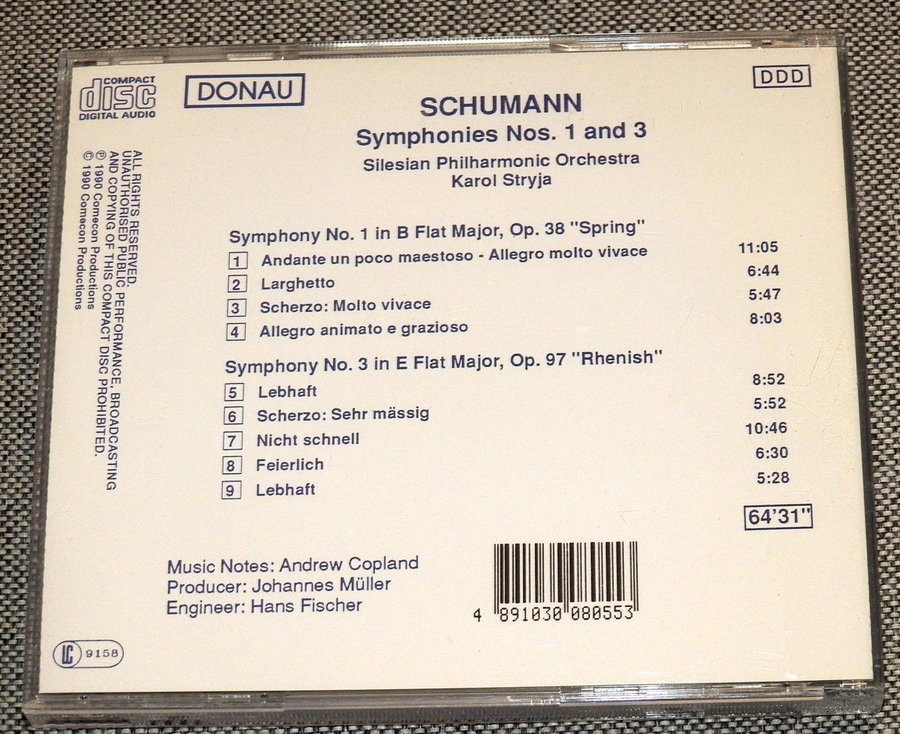 COMPACT
disc
DIGITAL AUDIO
DONAU
DDD
SCHUMANN
Symphonies Nos. 1 and 3
Silesian Philharmonic Orchestra
Karol Stryja
ALL RIGHTS RESERVED.
UNAUTHORISED PUBLIC PERFORMANCE, BROADCASTING
AND COPYING OF THIS COMPACT DISC PROHIBITED.
℗ 1990 Comecon Productions
© 1990 Comecon Productions
Symphony No. 1 in B Flat Major, Op. 38 "Spring"
1 Andante un poco maestoso - Allegro molto vivace 11:05
2 Larghetto 6:44
3 Scherzo: Molto vivace 5:47
4 Allegro animato e grazioso 8:03
Symphony No. 3 in E Flat Major, Op. 97 "Rhenish"
5 Lebhaft 8:52
6 Scherzo: Sehr mässig 5:52
7 Nicht schnell 10:46
8 Feierlich 6:30
9 Lebhaft 5:28
64'31"
Music Notes: Andrew Copland
Producer: Johannes Müller
Engineer: Hans Fischer
4 891030 080553
LC 9158